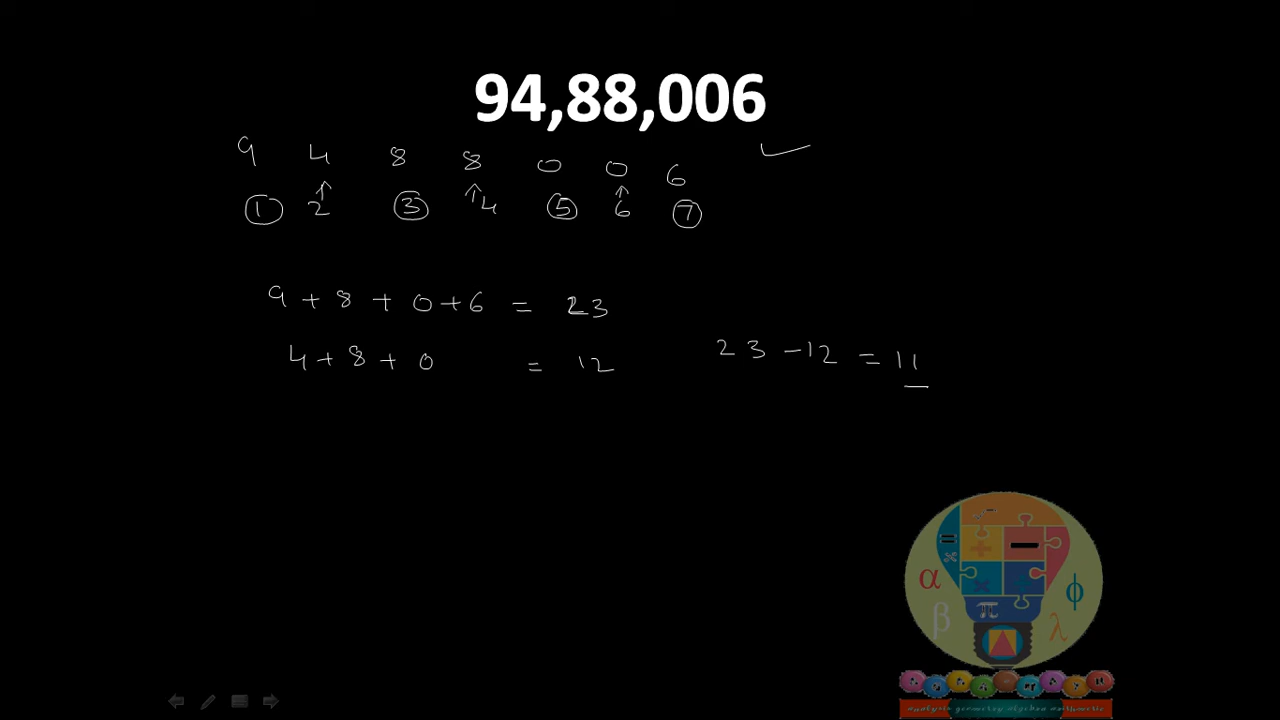 94,88,006
9 4 8 8 0 0 6
1 2 3 4 5 6 7
9 + 8 + 0 + 6 = 23
4 + 8 + 0 = 12
23 - 12 = 11
= × + − × π
α β φ λ